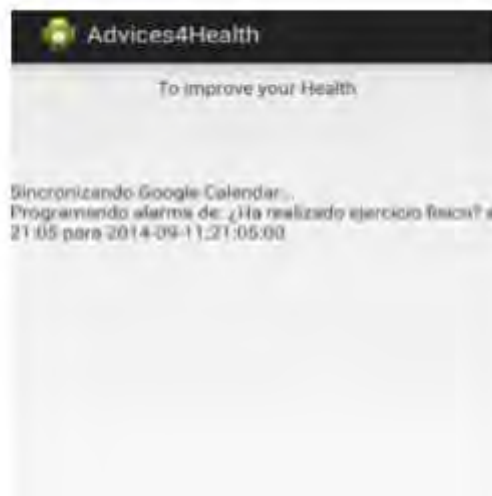 Advices4Health
To improve your Health
Sincronizando Google Calendar...
Programando alarma de: ¿Ha realizado ejercicio físico? a
21:05 para 2014-09-11;21:05:00